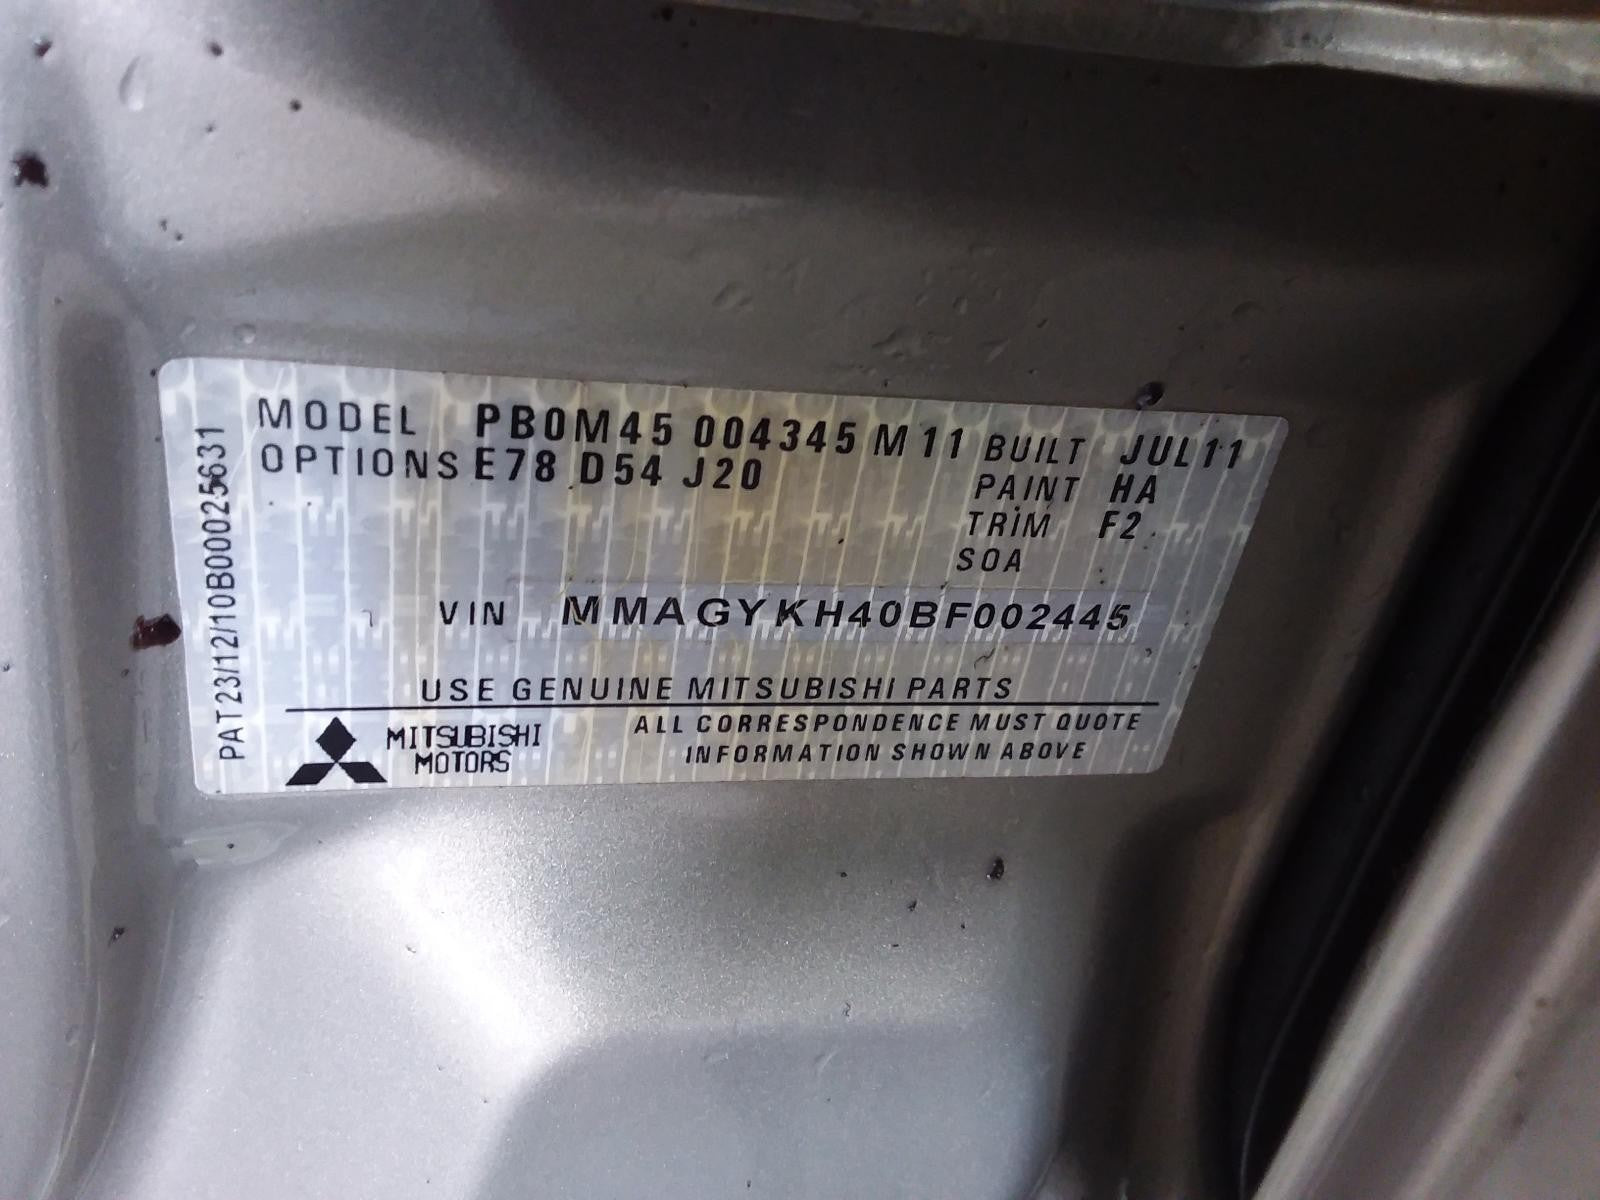 MODEL PB0M45 004345 M11 BUILT JUL11
OPTIONS E78 D54 J20 PAINT HA
TRIM F2
SOA
VIN MMAGYKH40BF002445
USE GENUINE MITSUBISHI PARTS
MITSUBISHI
MOTORS
ALL CORRESPONDENCE MUST QUOTE
INFORMATION SHOWN ABOVE
PAT23/12/10B00025631